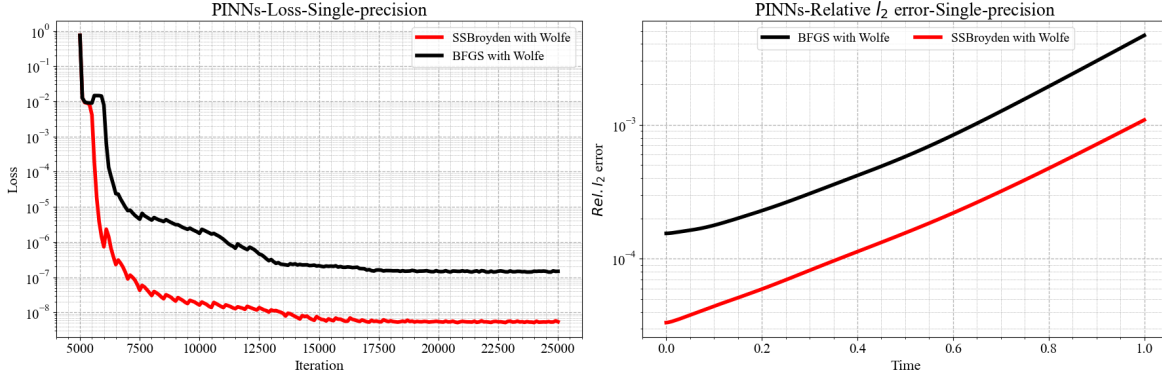 PINNs-Loss-Single-precision
10⁰
10⁻¹
10⁻²
10⁻³
10⁻⁴
10⁻⁵
10⁻⁶
10⁻⁷
10⁻⁸
Loss
SSBroyden with Wolfe
BFGS with Wolfe
5000 7500 10000 12500 15000 17500 20000 22500 25000
Iteration
PINNs-Relative l₂ error-Single-precision
BFGS with Wolfe SSBroyden with Wolfe
10⁻³
10⁻⁴
Rel. l₂ error
0.0 0.2 0.4 0.6 0.8 1.0
Time